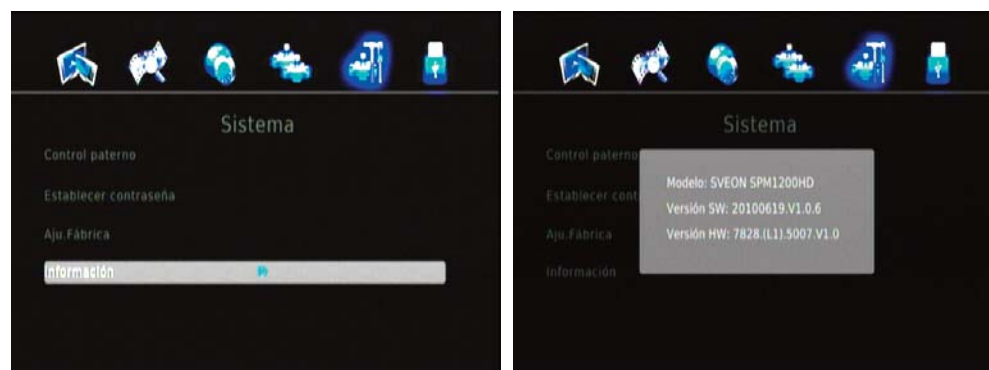 Sistema
Control paterno
Establecer contraseña
Aju.Fábrica
Información
Sistema
Control paterno
Establecer cont
Aju.Fábrica
Información
Modelo: SVEON SPM1200HD
Versión SW: 20100619.V1.0.6
Versión HW: 7828.(L1).5007.V1.0